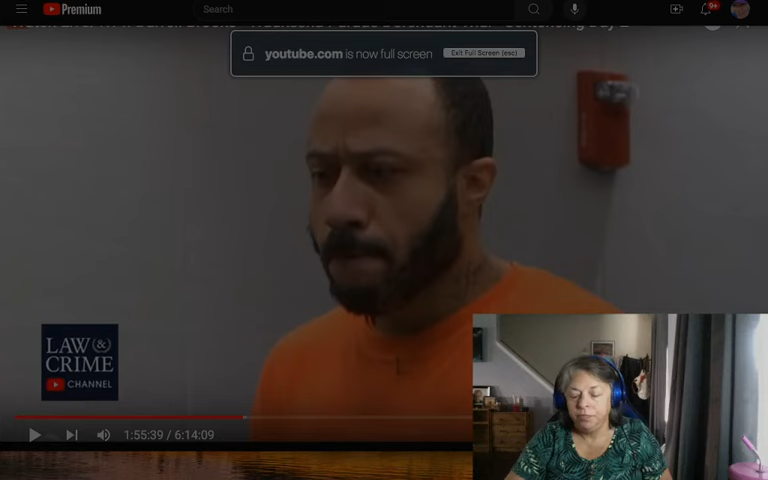 Premium
Search
9+
youtube.com is now full screen
Exit Full Screen (esc)
LAW &
CRIME
CHANNEL
1:55:39 / 6:14:09